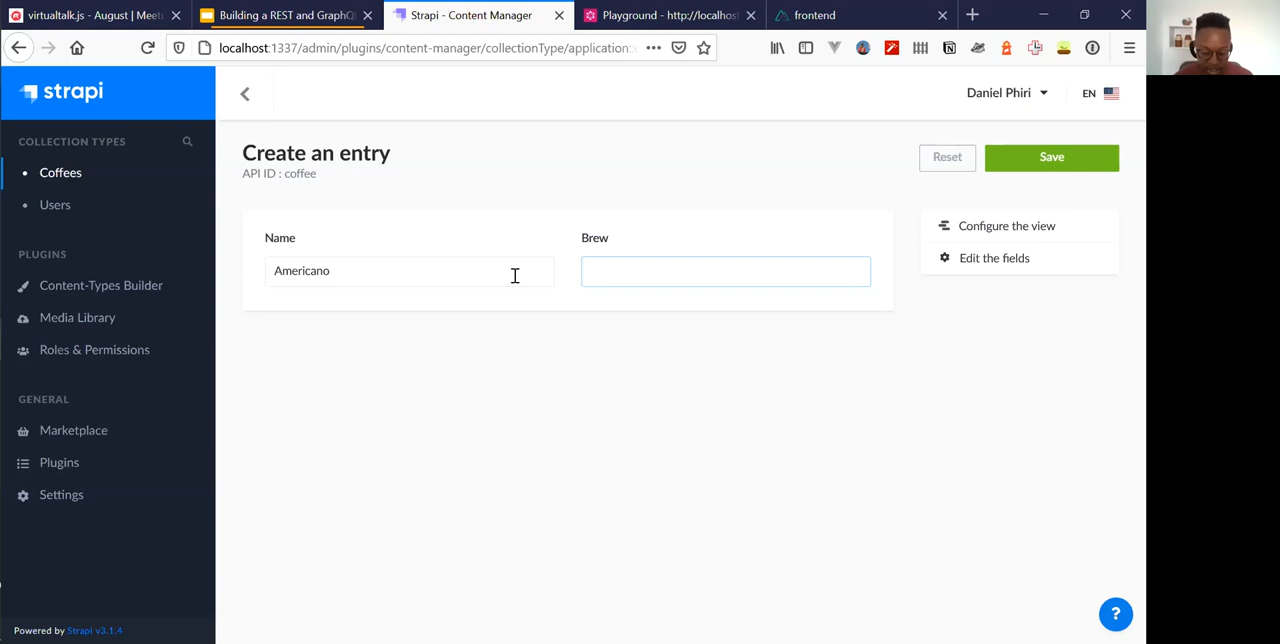 virtualtalk.js - August | Meetu
Building a REST and GraphQL
Strapi - Content Manager
Playground - http://localhost
frontend
localhost:1337/admin/plugins/content-manager/collectionType/application:
strapi
Daniel Phiri
EN
COLLECTION TYPES
Coffees
Users
PLUGINS
Content-Types Builder
Media Library
Roles & Permissions
GENERAL
Marketplace
Plugins
Settings
Powered by Strapi v3.1.4
Create an entry
API ID : coffee
Reset
Save
Name
Brew
Americano
Configure the view
Edit the fields
?